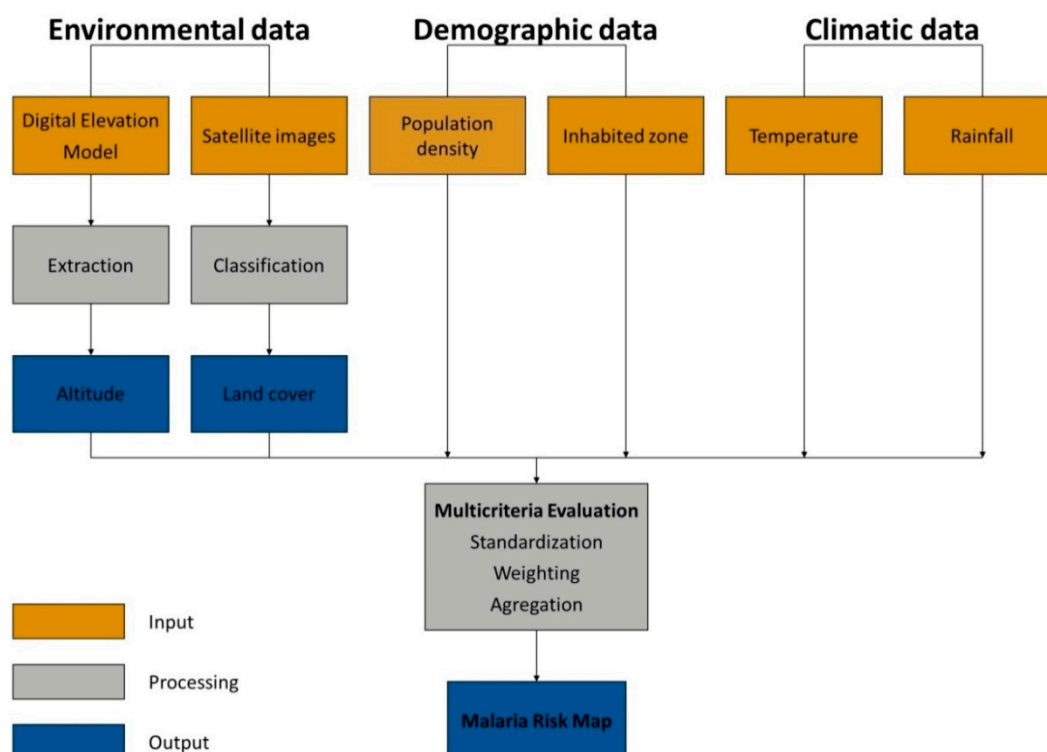 Environmental data
Demographic data
Climatic data
Digital Elevation
Model
Satellite images
Population
density
Inhabited zone
Temperature
Rainfall
Extraction
Classification
Altitude
Land cover
Multicriteria Evaluation
Standardization
Weighting
Agregation
Input
Processing
Output
Malaria Risk Map